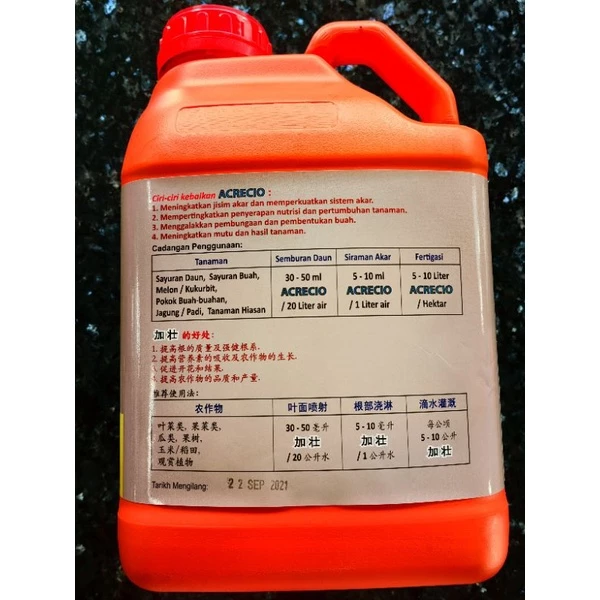 Ciri-ciri kebaikan ACRECIO :
1. Meningkatkan jisim akar dan memperkuatkan sistem akar.
2. Mempertingkatkan penyerapan nutrisi dan pertumbuhan tanaman.
3. Menggalakkan pembungaan dan pembentukan buah.
4. Meningkatkan mutu dan hasil tanaman.
Cadangan Penggunaan:
Tanaman Semburan Daun Siraman Akar Fertigasi
Sayuran Daun, Sayuran Buah, 30 - 50 ml 5 - 10 ml 5 - 10 Liter
Melon / Kukurbit, ACRECIO ACRECIO ACRECIO
Pokok Buah-buahan, / 20 Liter air / 1 Liter air / Hektar
Jagung / Padi, Tanaman Hiasan
加壮 的好处:
1. 提高根的质量及强健根系.
2. 提高营养素的吸收及农作物的生长.
3. 促进开花和结果.
4. 提高农作物的品质和产量.
推荐使用法:
农作物 叶面喷射 根部浇淋 滴水灌溉
叶菜类, 果菜类, 30 - 50 毫升 5 - 10 毫升 每公顷
瓜类, 果树, 加壮 加壮 5 - 10 公升
玉米/稻田, / 20 公升水 / 1 公升水 加壮
观赏植物
Tarikh Mengilang: 22 SEP 2021